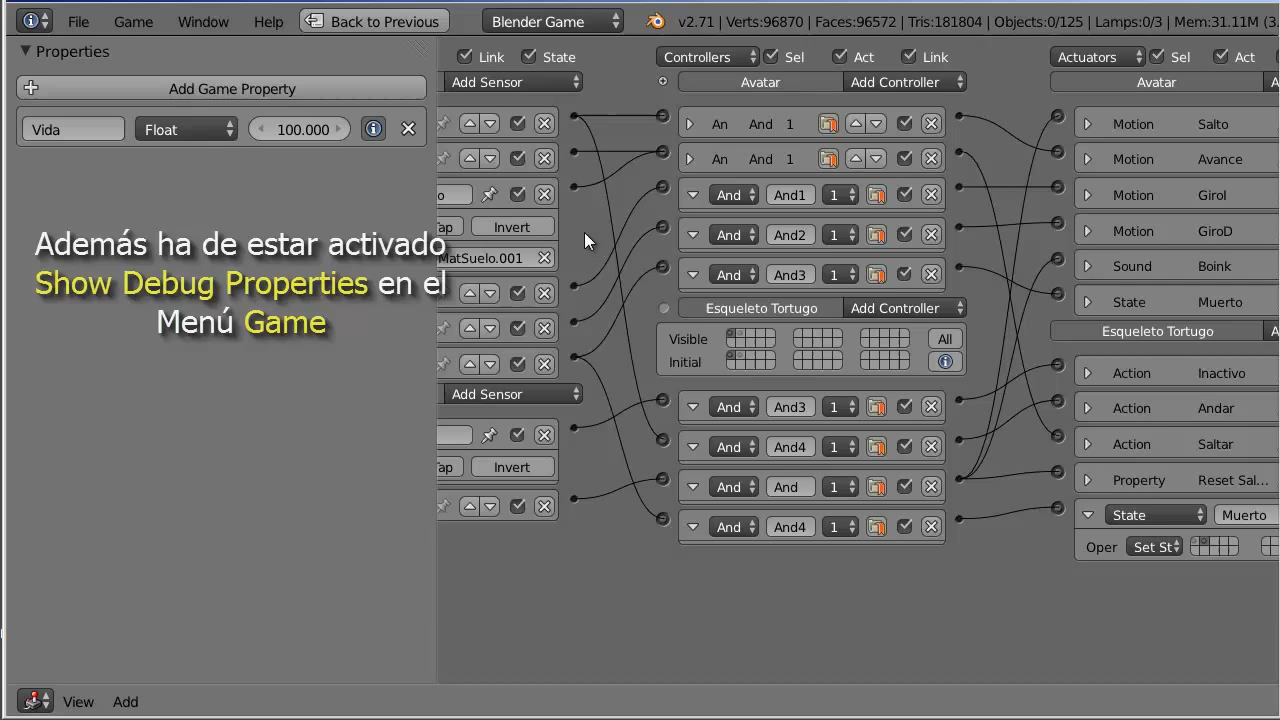 File Game Window Help Back to Previous Blender Game v2.71 | Verts:96870 | Faces:96572 | Tris:181804 | Objects:0/125 | Lamps:0/3 | Mem:31.11M
Properties
Add Game Property
Vida Float 100.000
Además ha de estar activado
Show Debug Properties en el
Menú Game
Link State
Add Sensor
Invert
MatSuelo.001
Add Sensor
Invert
Controllers Sel Act Link
Avatar Add Controller
An And 1
An And 1
And And1 1
And And2 1
And And3 1
Esqueleto Tortugo Add Controller
Visible All
Initial
And And3 1
And And4 1
And And 1
And And4 1
Actuators Sel Act
Avatar
Motion Salto
Motion Avance
Motion GiroI
Motion GiroD
Sound Boink
State Muerto
Esqueleto Tortugo
Action Inactivo
Action Andar
Action Saltar
Property Reset Sal...
State Muerto
Oper Set St
View Add